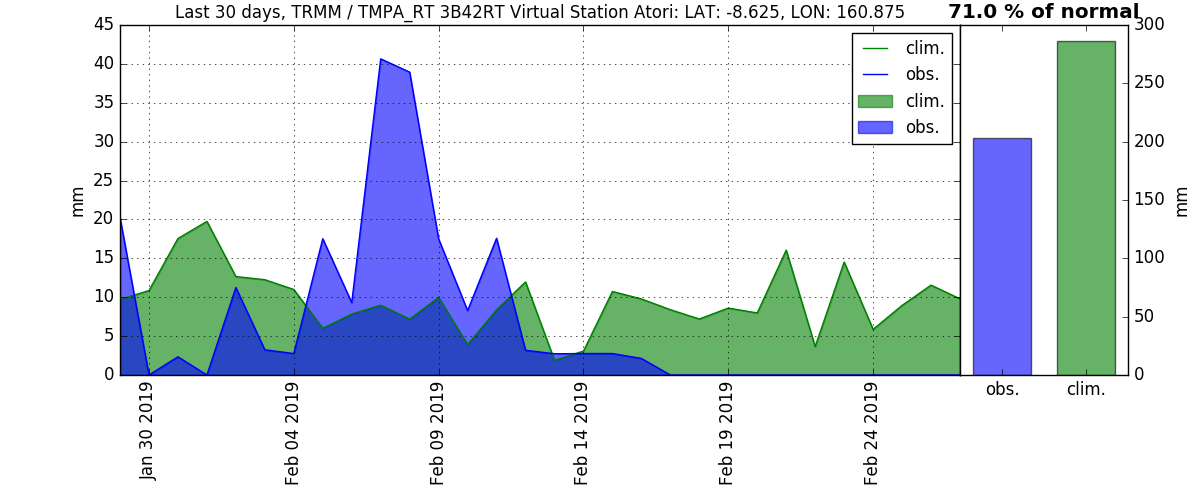 Last 30 days, TRMM / TMPA_RT 3B42RT Virtual Station Atori: LAT: -8.625, LON: 160.875
71.0 % of normal
45
40
35
30
25
20
15
10
5
0
mm
clim.
obs.
clim.
obs.
Jan 30 2019
Feb 04 2019
Feb 09 2019
Feb 14 2019
Feb 19 2019
Feb 24 2019
300
250
200
150
100
50
0
mm
obs.
clim.